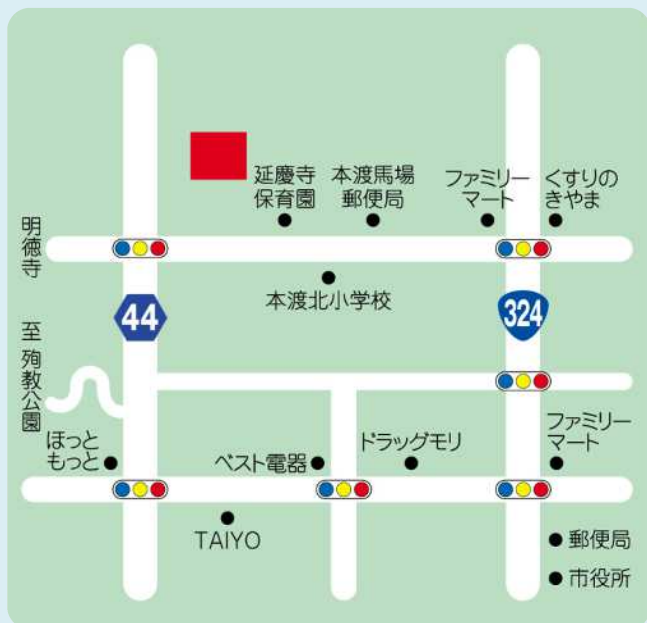 延慶寺
保育園
本渡馬場
郵便局
ファミリー
マート
くすりの
きやま
明徳寺
本渡北小学校
44
324
至 殉教公園
ほっと
もっと
ベスト電器
ドラッグモリ
ファミリー
マート
TAIYO
郵便局
市役所